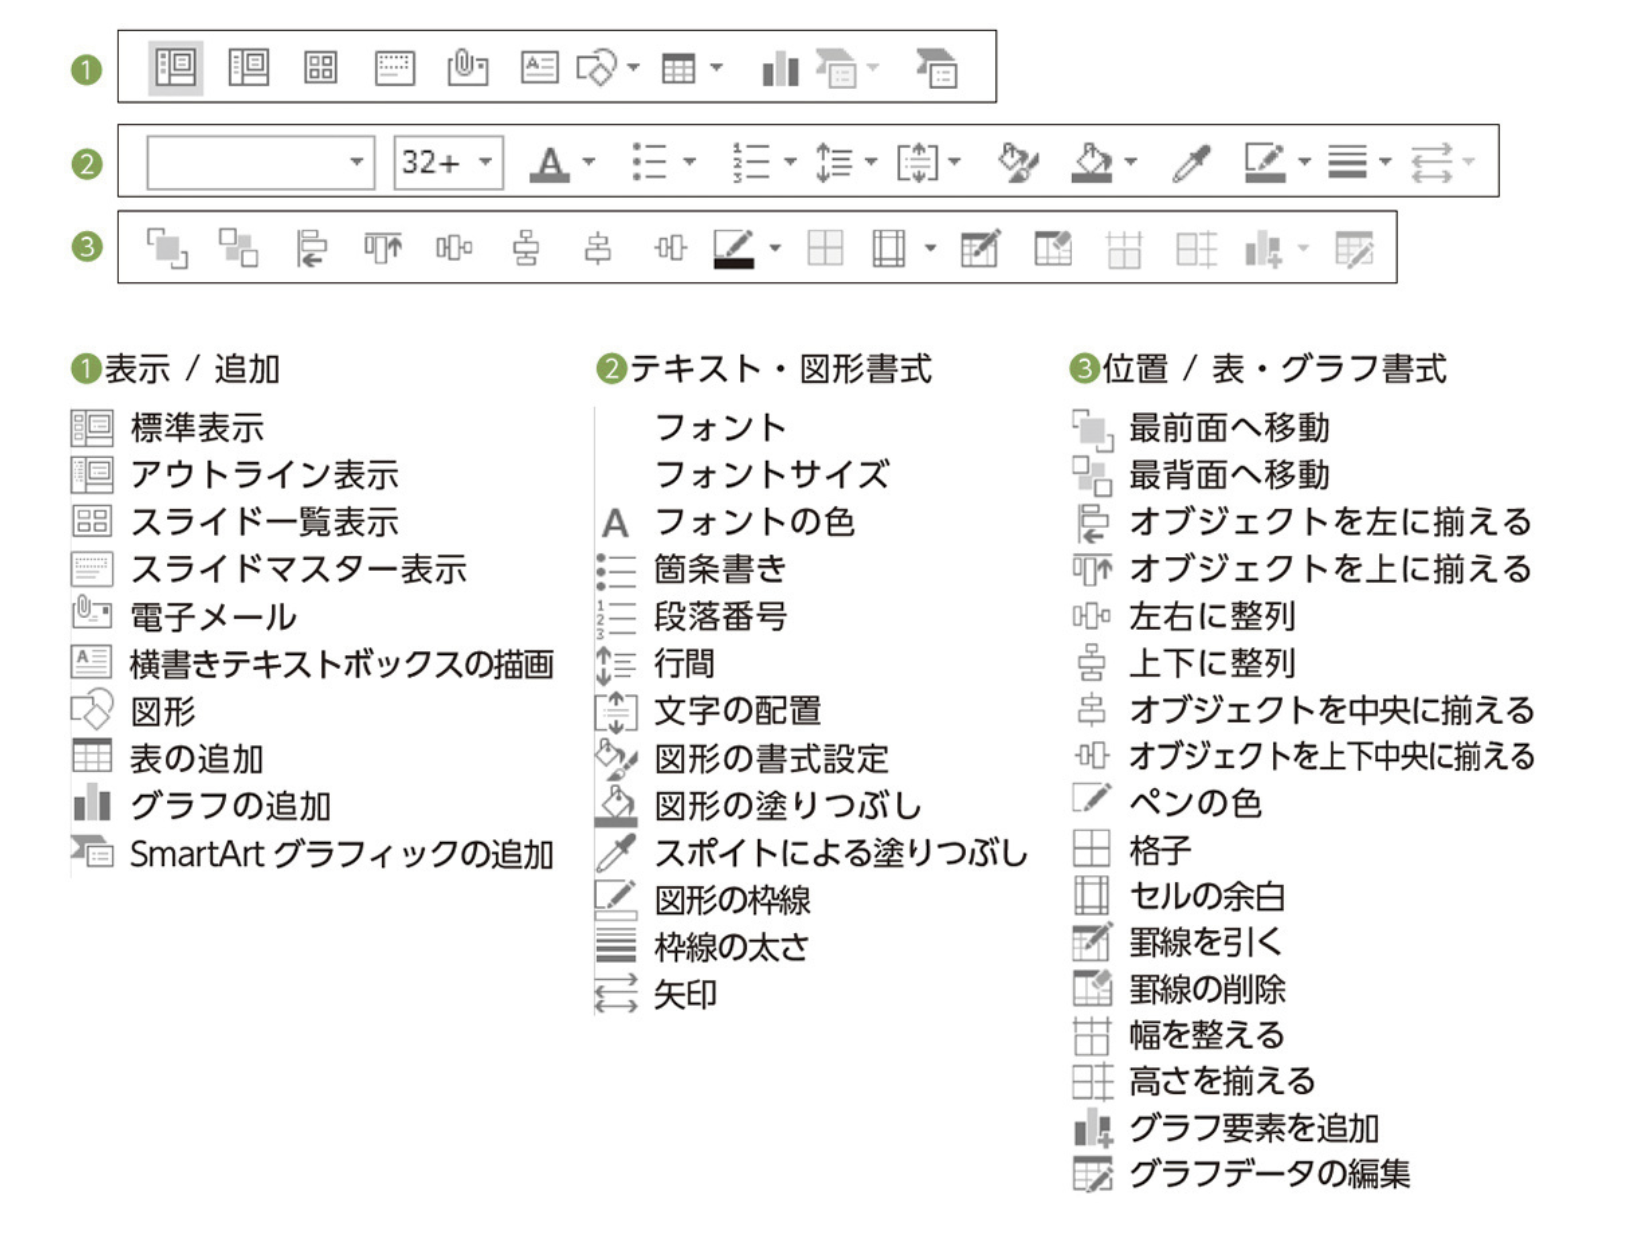 ❶
❷ 32+ A
❸
❶表示 / 追加
標準表示
アウトライン表示
スライド一覧表示
スライドマスター表示
電子メール
横書きテキストボックスの描画
図形
表の追加
グラフの追加
SmartArt グラフィックの追加
❷テキスト・図形書式
フォント
フォントサイズ
A フォントの色
箇条書き
段落番号
行間
文字の配置
図形の書式設定
図形の塗りつぶし
スポイトによる塗りつぶし
図形の枠線
枠線の太さ
矢印
❸位置 / 表・グラフ書式
最前面へ移動
最背面へ移動
オブジェクトを左に揃える
オブジェクトを上に揃える
左右に整列
上下に整列
オブジェクトを中央に揃える
オブジェクトを上下中央に揃える
ペンの色
格子
セルの余白
罫線を引く
罫線の削除
幅を整える
高さを揃える
グラフ要素を追加
グラフデータの編集